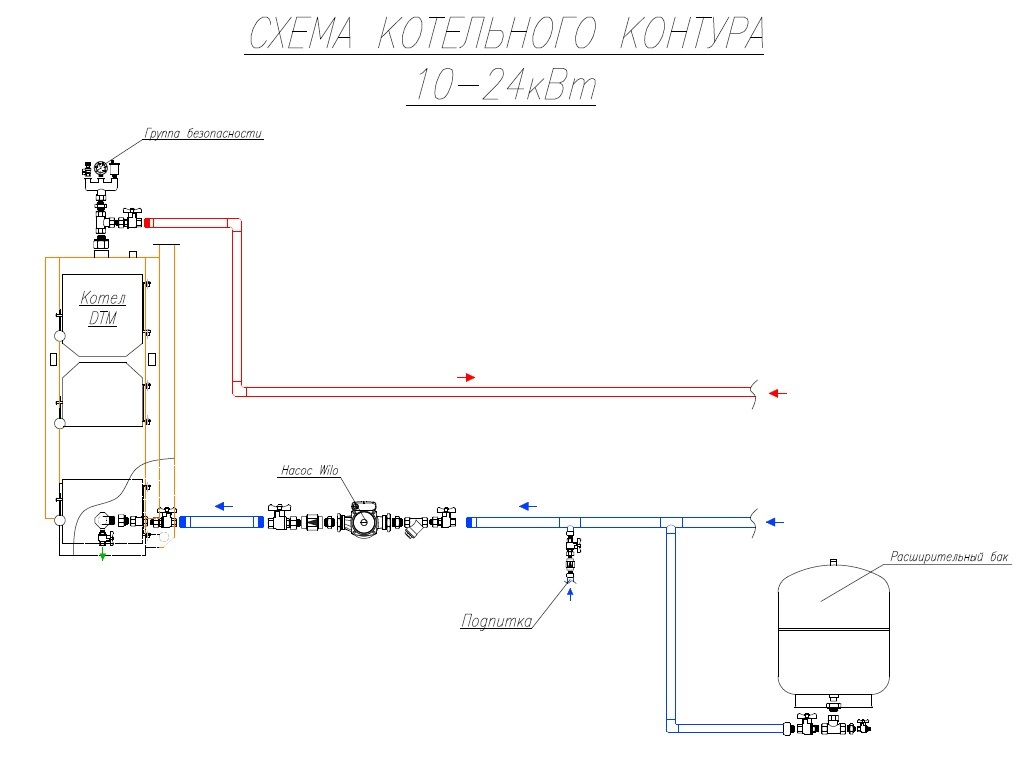 СХЕМА КОТЕЛЬНОГО КОНТУРА
10-24кВт
Группа безопасности
Котел
DTM
Насос Wilo
Расширительный бак
Подпитка